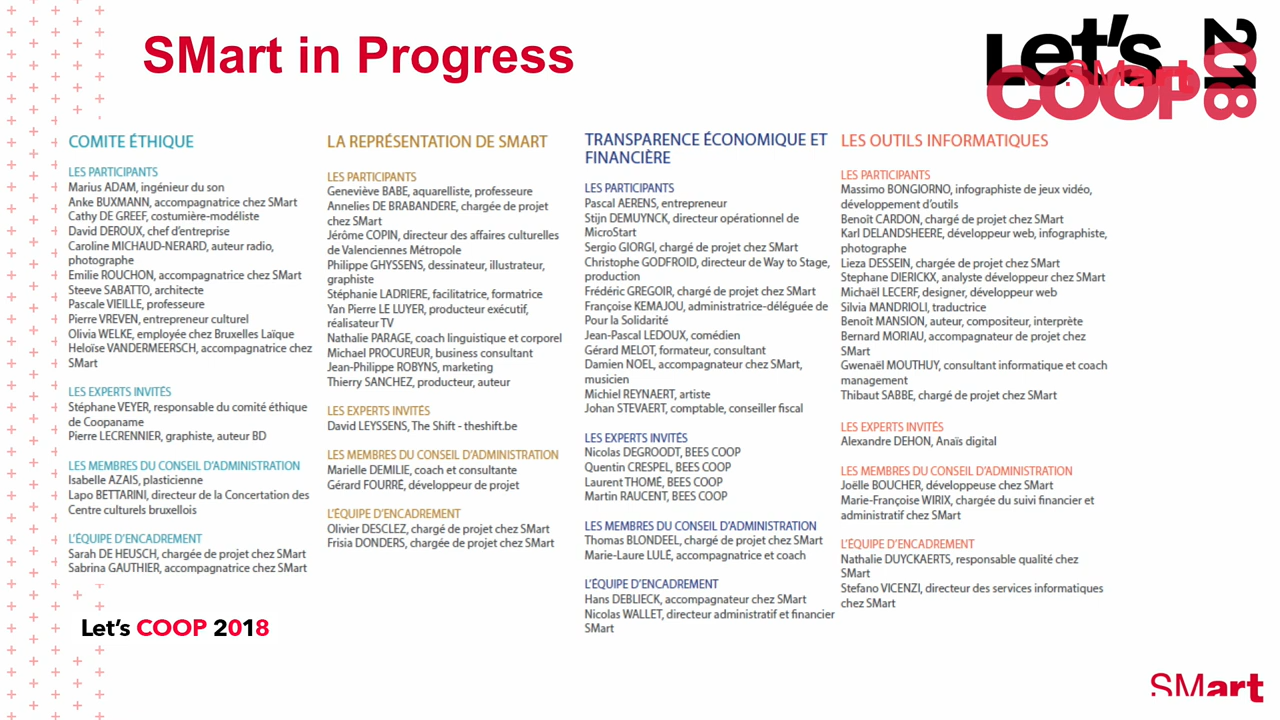 SMart in Progress
Let's
COOP
2018
SMart
COMITE ÉTHIQUE
LES PARTICIPANTS
Marius ADAM, ingénieur du son
Anke BUXMANN, accompagnatrice chez SMart
Cathy DE GREEF, costumière-modéliste
David DEROUX, chef d'entreprise
Caroline MICHAUD-NERARD, auteur radio,
photographe
Emilie ROUCHON, accompagnatrice chez SMart
Steeve SABATTO, architecte
Pascale VIEILLE, professeure
Pierre VREVEN, entrepreneur culturel
Olivia WELKE, employée chez Bruxelles Laïque
Heloïse VANDERMEERSCH, accompagnatrice chez
SMart
LES EXPERTS INVITÉS
Stéphane VEYER, responsable du comité éthique
de Coopaname
Pierre LECRENNIER, graphiste, auteur BD
LES MEMBRES DU CONSEIL D'ADMINISTRATION
Isabelle AZAIS, plasticienne
Lapo BETTARINI, directeur de la Concertation des
Centre culturels bruxellois
L'ÉQUIPE D'ENCADREMENT
Sarah DE HEUSCH, chargée de projet chez SMart
Sabrina GAUTHIER, accompagnatrice chez SMart
LA REPRÉSENTATION DE SMART
LES PARTICIPANTS
Geneviève BABE, aquarelliste, professeure
Annelies DE BRABANDERE, chargée de projet
chez SMart
Jérôme COPIN, directeur des affaires culturelles
de Valenciennes Métropole
Philippe GHYSSENS, dessinateur, illustrateur,
graphiste
Stéphanie LADRIERE, facilitatrice, formatrice
Yan Pierre LE LUYER, producteur exécutif,
réalisateur TV
Nathalie PARAGE, coach linguistique et corporel
Michael PROCUREUR, business consultant
Jean-Philippe ROBYNS, marketing
Thierry SANCHEZ, producteur, auteur
LES EXPERTS INVITÉS
David LEYSSENS, The Shift - theshift.be
LES MEMBRES DU CONSEIL D'ADMINISTRATION
Marielle DEMILIE, coach et consultante
Gérard FOURRÉ, développeur de projet
L'ÉQUIPE D'ENCADREMENT
Olivier DESCLEZ, chargé de projet chez SMart
Frisia DONDERS, chargée de projet chez SMart
TRANSPARENCE ÉCONOMIQUE ET
FINANCIÈRE
LES PARTICIPANTS
Pascal AERENS, entrepreneur
Stijn DEMUYNCK, directeur opérationnel de
MicroStart
Sergio GIORGI, chargé de projet chez SMart
Christophe GODFROID, directeur de Way to Stage,
production
Frédéric GREGOIR, chargé de projet chez SMart
Françoise KEMAJOU, administratrice-déléguée de
Pour la Solidarité
Jean-Pascal LEDOUX, comédien
Gérard MELOT, formateur, consultant
Damien NOEL, accompagnateur chez SMart,
musicien
Michiel REYNAERT, artiste
Johan STEVAERT, comptable, conseiller fiscal
LES EXPERTS INVITÉS
Nicolas DEGROODT, BEES COOP
Quentin CRESPEL, BEES COOP
Laurent THOMÉ, BEES COOP
Martin RAUCENT, BEES COOP
LES MEMBRES DU CONSEIL D'ADMINISTRATION
Thomas BLONDEEL, chargé de projet chez SMart
Marie-Laure LULÉ, accompagnatrice et coach
L'ÉQUIPE D'ENCADREMENT
Hans DEBLIECK, accompagnateur chez SMart
Nicolas WALLET, directeur administratif et financier
SMart
LES OUTILS INFORMATIQUES
LES PARTICIPANTS
Massimo BONGIORNO, infographiste de jeux vidéo,
développement d'outils
Benoît CARDON, chargé de projet chez SMart
Karl DELANDSHEERE, développeur web, infographiste,
photographe
Lieza DESSEIN, chargée de projet chez SMart
Stephane DIERICKX, analyste développeur chez SMart
Michaël LECERF, designer, développeur web
Silvia MANDRIOLI, traductrice
Benoît MANSION, auteur, compositeur, interprète
Bernard MORIAU, accompagnateur de projet chez
SMart
Gwenaël MOUTHUY, consultant informatique et coach
management
Thibaut SABBE, chargé de projet chez SMart
LES EXPERTS INVITÉS
Alexandre DEHON, Anaïs digital
LES MEMBRES DU CONSEIL D'ADMINISTRATION
Joëlle BOUCHER, développeuse chez SMart
Marie-Françoise WIRIX, chargée du suivi financier et
administratif chez SMart
L'ÉQUIPE D'ENCADREMENT
Nathalie DUYCKAERTS, responsable qualité chez
SMart
Stefano VICENZI, directeur des services informatiques
chez SMart
Let's COOP 2018
SMart